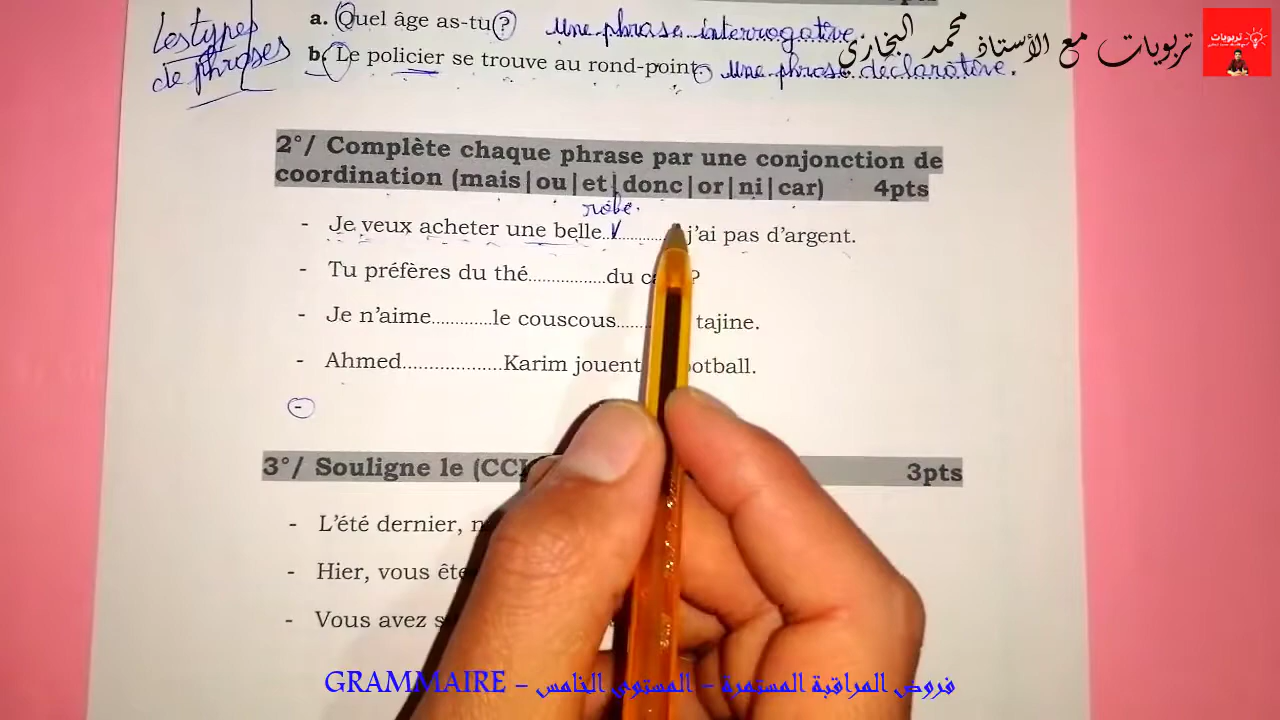 Les types
de phrases
a. Quel âge as-tu ? une phrase interrogative.
b. Le policier se trouve au rond-point. une phrase déclarative.
تربويات مع الأستاذ محمد البخاري
تربويات
2°/ Complète chaque phrase par une conjonction de
coordination (mais|ou|et|donc|or|ni|car) 4pts
robe.
- Je veux acheter une belle.............. j'ai pas d'argent.
- Tu préfères du thé.................du ?
- Je n'aime.............le couscous........ tajine.
- Ahmed....................Karim jouent
-
3°/ Souligne le 3pts
- L'été dernier,
- Hier, vous
- Vous avez
GRAMMAIRE – فروض المراقبة المستمرة – المستوى الخامس